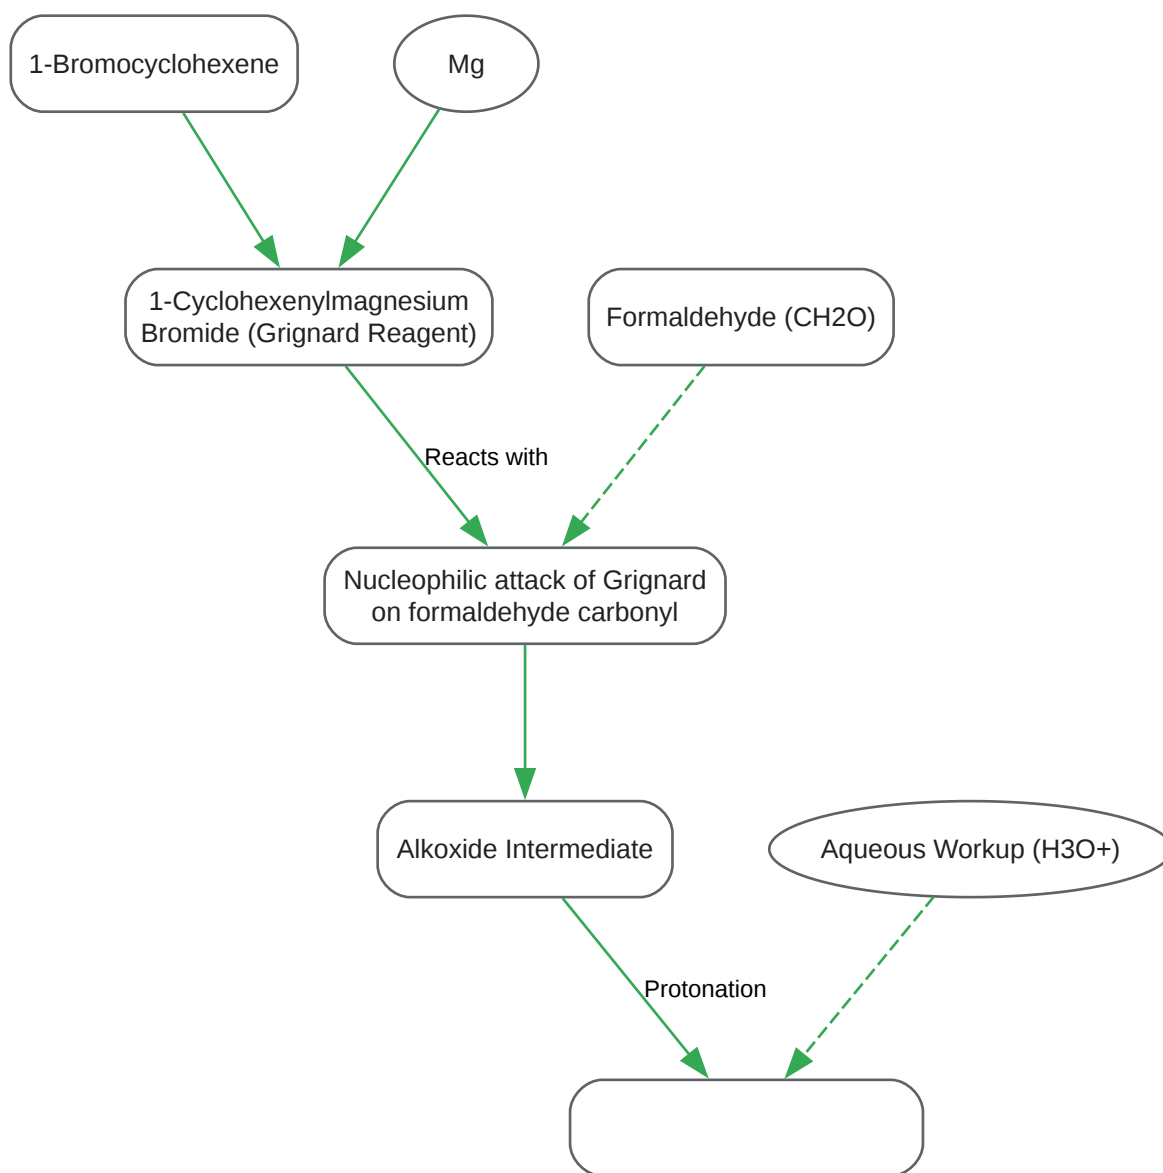 1-Bromocyclohexene
Mg
1-Cyclohexenylmagnesium
Bromide (Grignard Reagent)
Formaldehyde (CH2O)
Reacts with
Nucleophilic attack of Grignard
on formaldehyde carbonyl
Alkoxide Intermediate
Aqueous Workup (H3O+)
Protonation